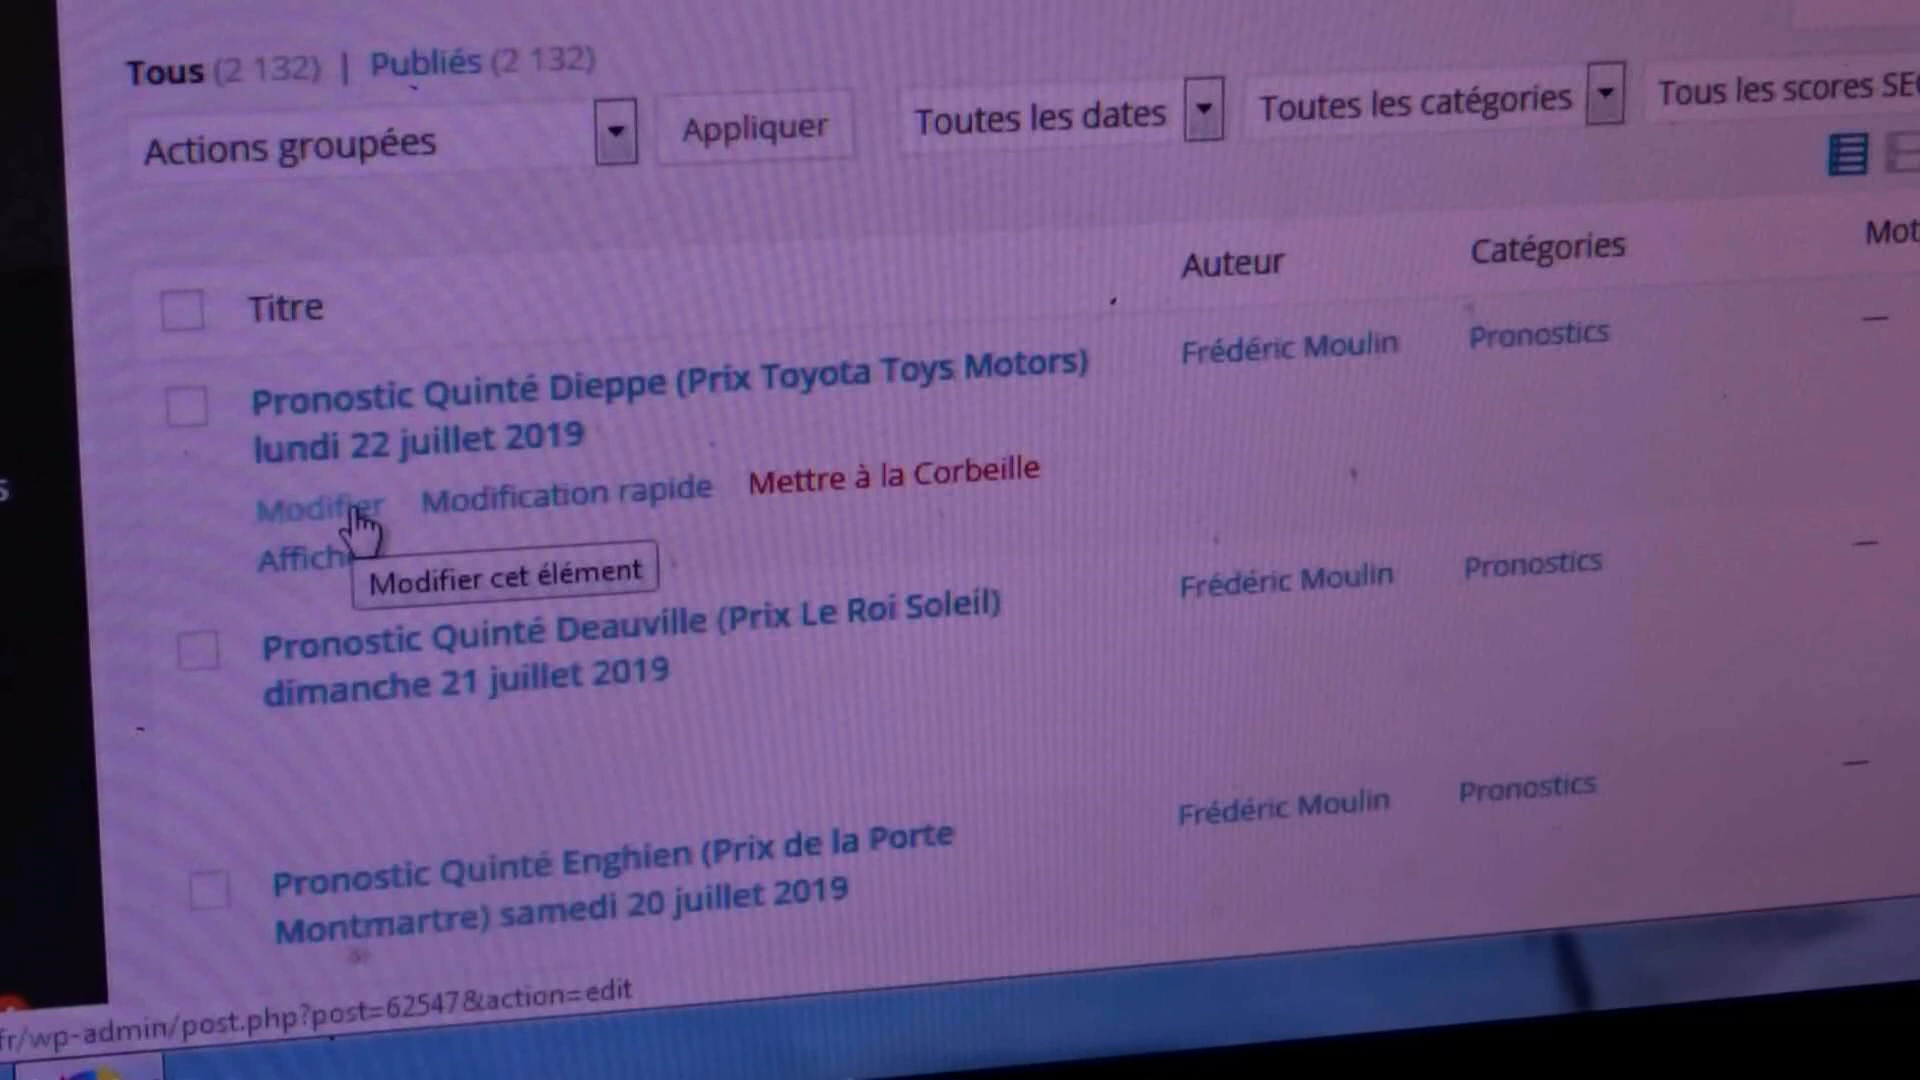 Tous (2 132) | Publiés (2 132)
Actions groupées Appliquer Toutes les dates Toutes les catégories Tous les scores
Titre Auteur Catégories
Pronostic Quinté Dieppe (Prix Toyota Toys Motors) Frédéric Moulin Pronostics —
lundi 22 juillet 2019
Modifier Modification rapide Mettre à la Corbeille
Modifier cet élément
Pronostic Quinté Deauville (Prix Le Roi Soleil) Frédéric Moulin Pronostics —
dimanche 21 juillet 2019
Pronostic Quinté Enghien (Prix de la Porte Frédéric Moulin Pronostics —
Montmartre) samedi 20 juillet 2019
fr/wp-admin/post.php?post=62547&action=edit